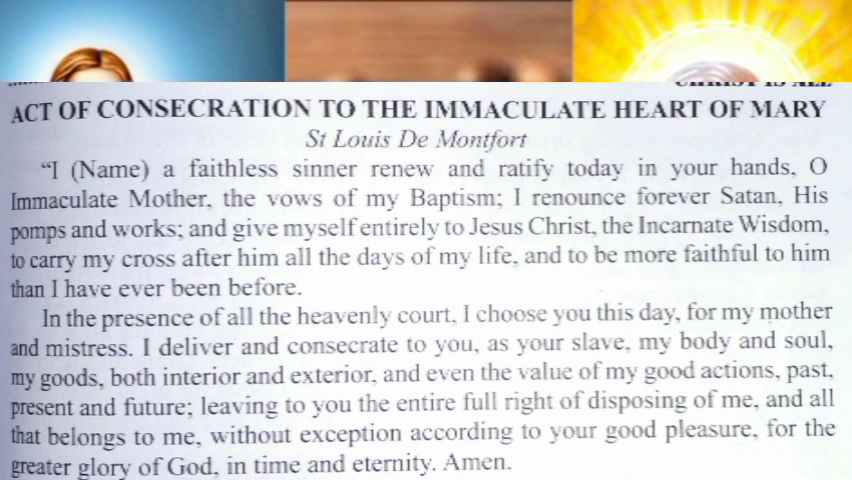 CHRIST IS ALL
ACT OF CONSECRATION TO THE IMMACULATE HEART OF MARY
St Louis De Montfort
“I (Name) a faithless sinner renew and ratify today in your hands, O
Immaculate Mother, the vows of my Baptism; I renounce forever Satan, His
pomps and works; and give myself entirely to Jesus Christ, the Incarnate Wisdom,
to carry my cross after him all the days of my life, and to be more faithful to him
than I have ever been before.
In the presence of all the heavenly court, I choose you this day, for my mother
and mistress. I deliver and consecrate to you, as your slave, my body and soul,
my goods, both interior and exterior, and even the value of my good actions, past,
present and future; leaving to you the entire full right of disposing of me, and all
that belongs to me, without exception according to your good pleasure, for the
greater glory of God, in time and eternity. Amen.